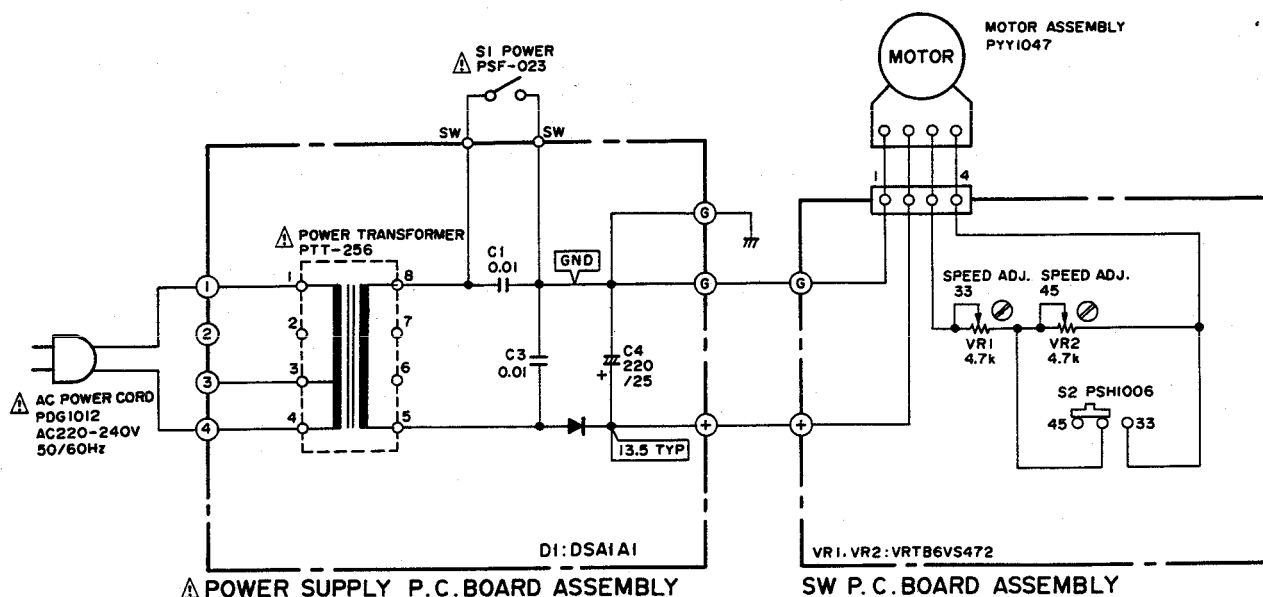 MOTOR ASSEMBLY
PYY1047
MOTOR
S1 POWER
PSF-023
SW
SW
1
4
G
POWER TRANSFORMER
PTT-256
C1
0.01
GND
1
1
8
G
G
SPEED ADJ.
33
SPEED ADJ.
45
2
2
7
VR1
4.7k
VR2
4.7k
C3
0.01
C4
220
/25
+
3
3
6
S2 PSH1006
45
33
AC POWER CORD
PDG1012
AC220-240V
50/60Hz
4
4
5
+
+
13.5 TYP
D1:DSA1A1
VR1.VR2:VRTB6VS472
POWER SUPPLY P.C.BOARD ASSEMBLY
SW P.C.BOARD ASSEMBLY